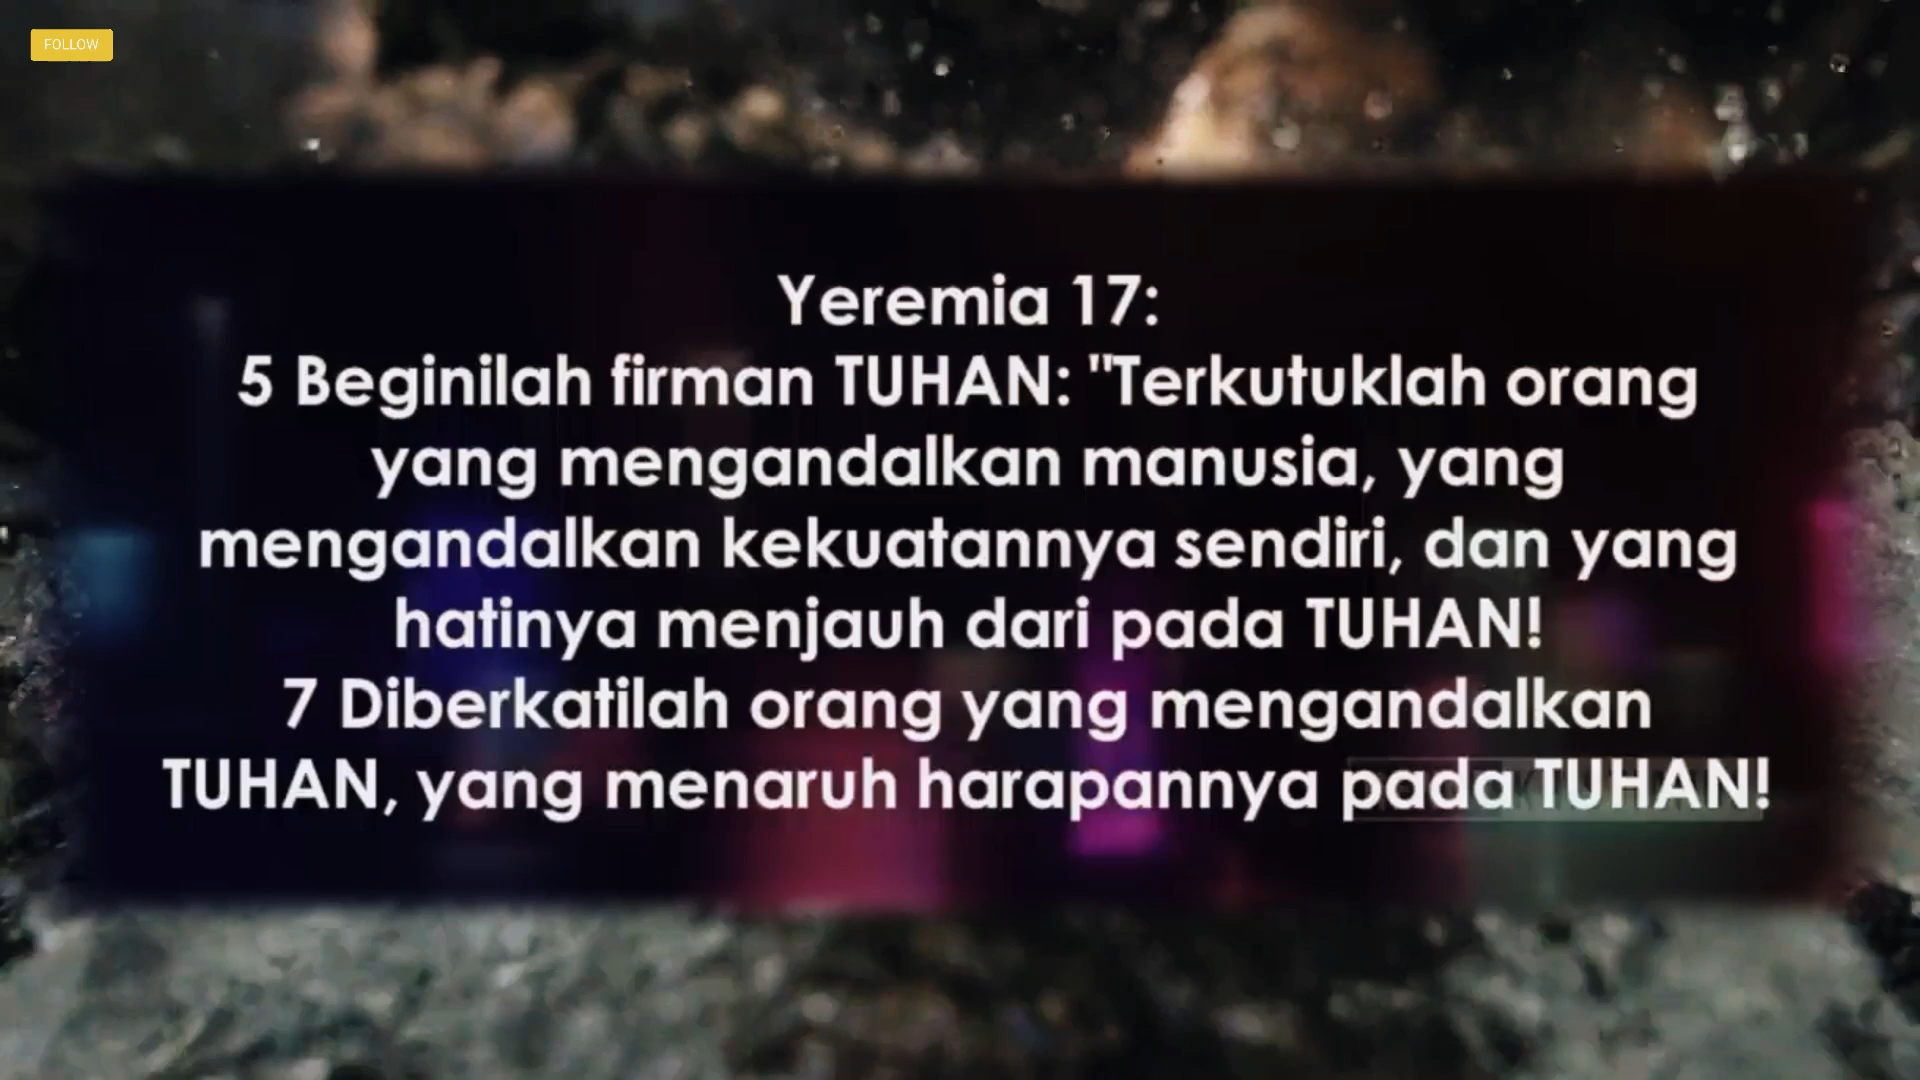 FOLLOW
Yeremia 17:
5 Beginilah firman TUHAN: "Terkutuklah orang
yang mengandalkan manusia, yang
mengandalkan kekuatannya sendiri, dan yang
hatinya menjauh dari pada TUHAN!
7 Diberkatilah orang yang mengandalkan
TUHAN, yang menaruh harapannya pada TUHAN!